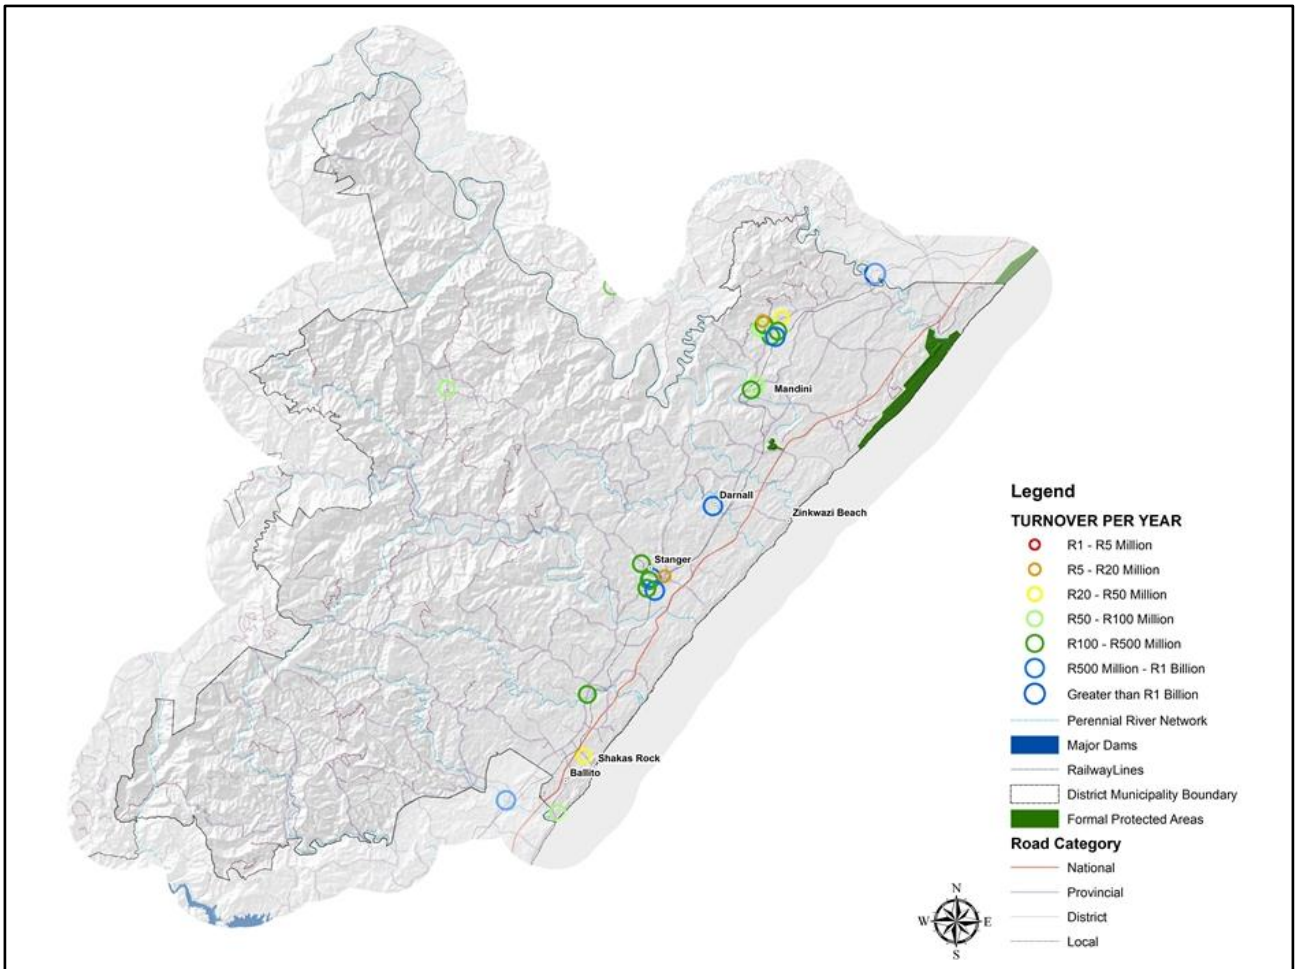 Mandini
Darnall
Zinkwazi Beach
Stanger
Shakas Rock
Ballito
Legend
TURNOVER PER YEAR
R1 - R5 Million
R5 - R20 Million
R20 - R50 Million
R50 - R100 Million
R100 - R500 Million
R500 Million - R1 Billion
Greater than R1 Billion
Perennial River Network
Major Dams
RailwayLines
District Municipality Boundary
Formal Protected Areas
Road Category
National
Provincial
District
Local
N
W E
S